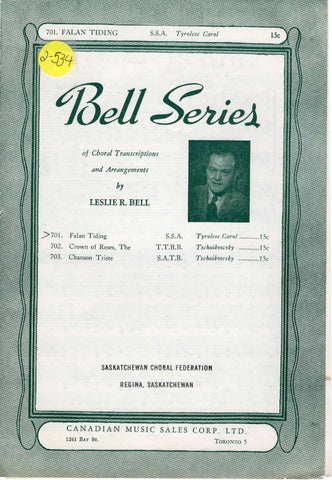 701. FALAN TIDING S.S.A. Tyrolese Carol 15c
2-534
Bell Series
of Choral Transcriptions
and Arrangements
by
LESLIE R. BELL
>701. Falan Tiding S.S.A. Tyrolese Carol ..........15c
702. Crown of Roses, The T.T.B.B. Tschaikowsky ..........15c
703. Chanson Triste S.A.T.B. Tschaikowsky ..........15c
SASKATCHEWAN CHORAL FEDERATION
REGINA, SASKATCHEWAN
CANADIAN MUSIC SALES CORP. LTD.
1261 BAY ST. TORONTO 5